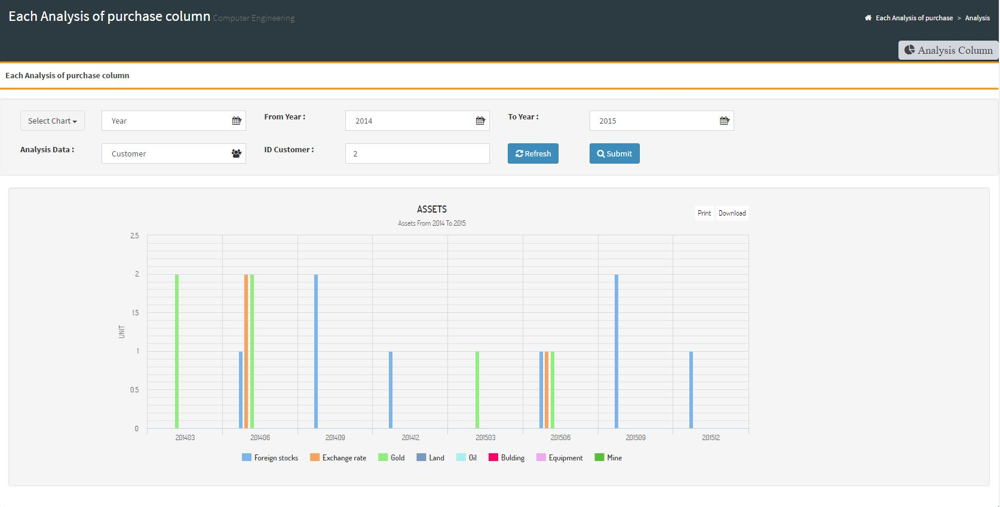 Each Analysis of purchase column Computer Engineering
Each Analysis of purchase > Analysis
Analysis Column
Each Analysis of purchase column
Select Chart Year From Year : 2014 To Year : 2015
Analysis Data : Customer ID Customer : 2 Refresh Submit
ASSETS
Print Download
Assets From 2014 To 2015
2.5
2
1.5
UNIT
1
0.5
0
201403 201406 201409 201412 201503 201506 201509 201512
Foreign stocks Exchange rate Gold Land Oil Bulding Equipment Mine